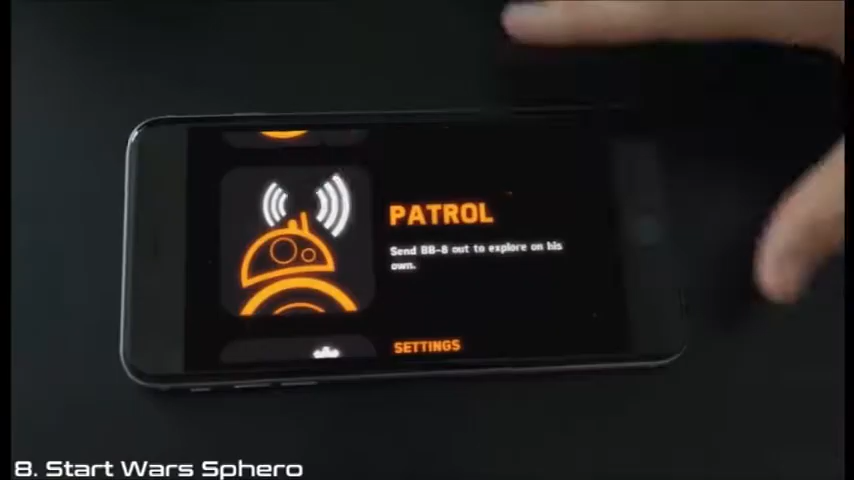 PATROL
Send BB-8 out to explore on his
own.
SETTINGS
8. Start Wars Sphero